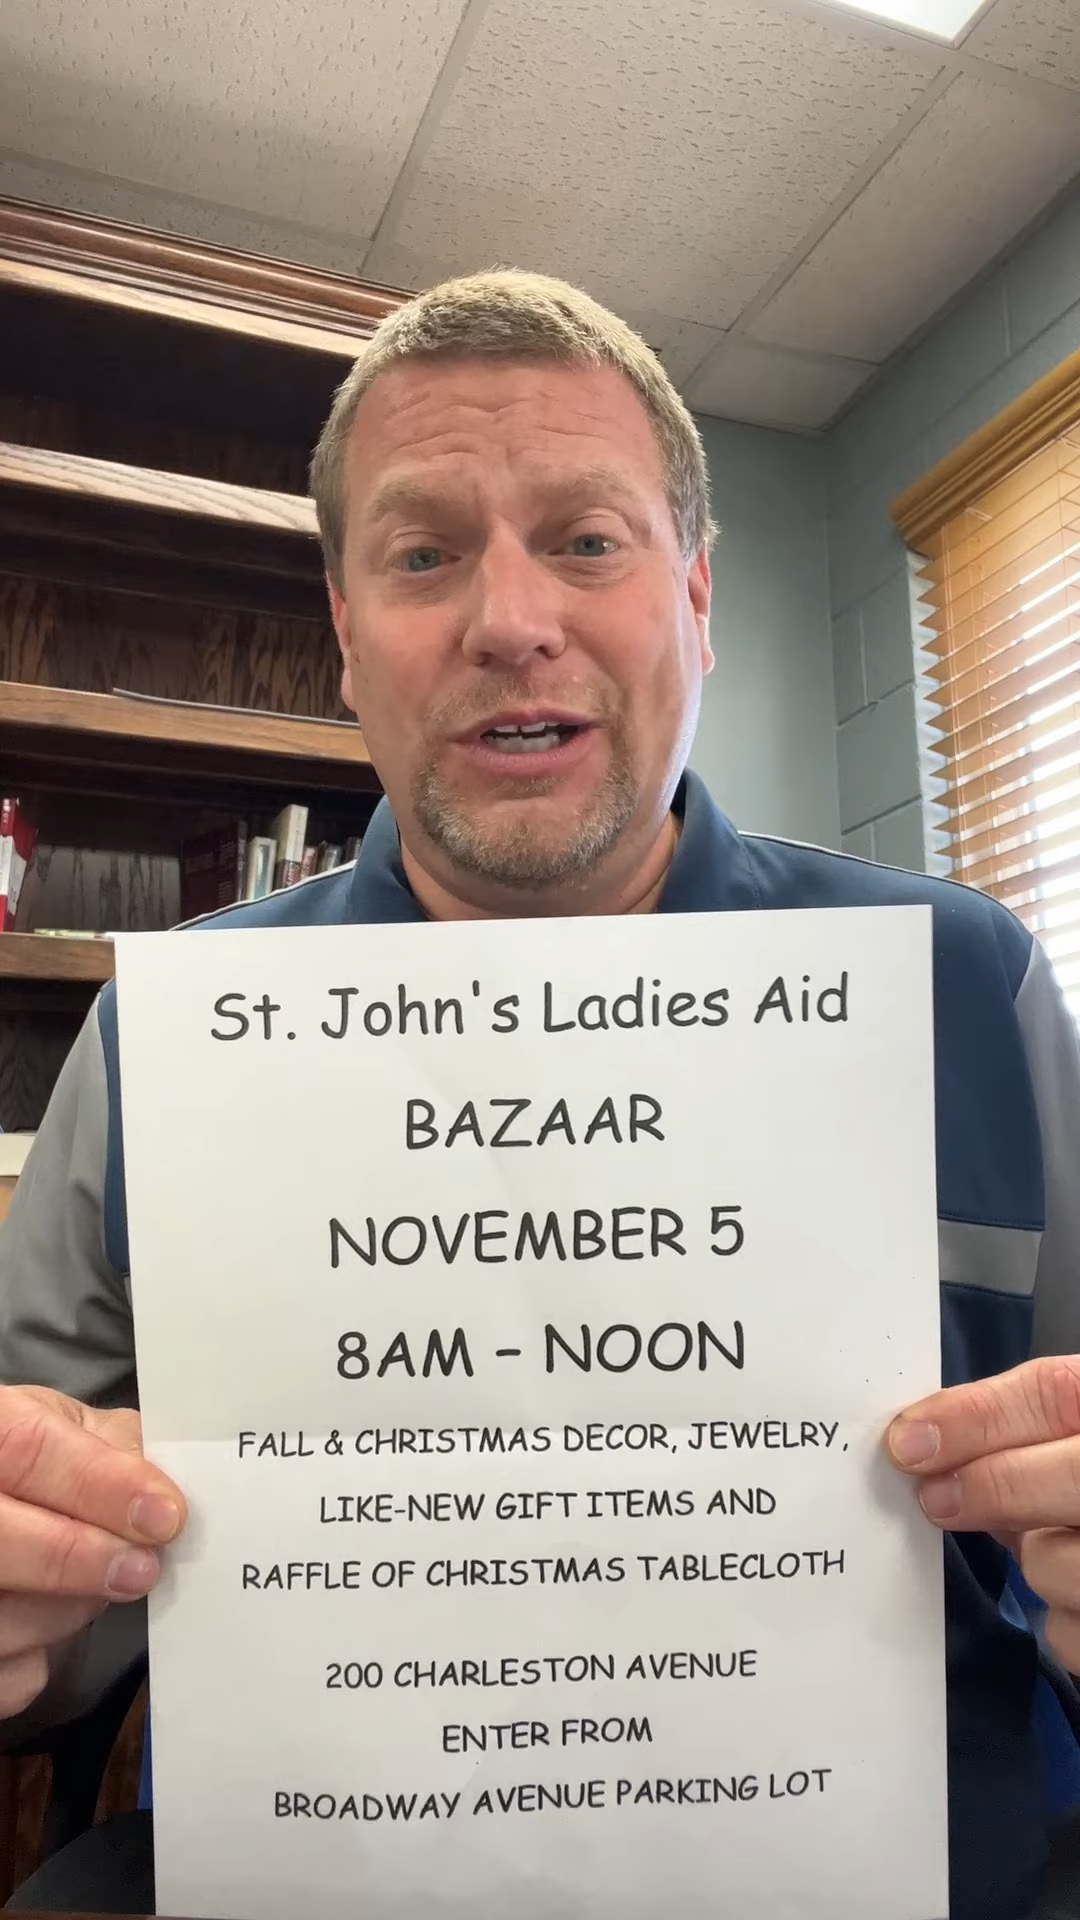 St. John's Ladies Aid
BAZAAR
NOVEMBER 5
8AM - NOON
FALL & CHRISTMAS DECOR, JEWELRY,
LIKE-NEW GIFT ITEMS AND
RAFFLE OF CHRISTMAS TABLECLOTH
200 CHARLESTON AVENUE
ENTER FROM
BROADWAY AVENUE PARKING LOT